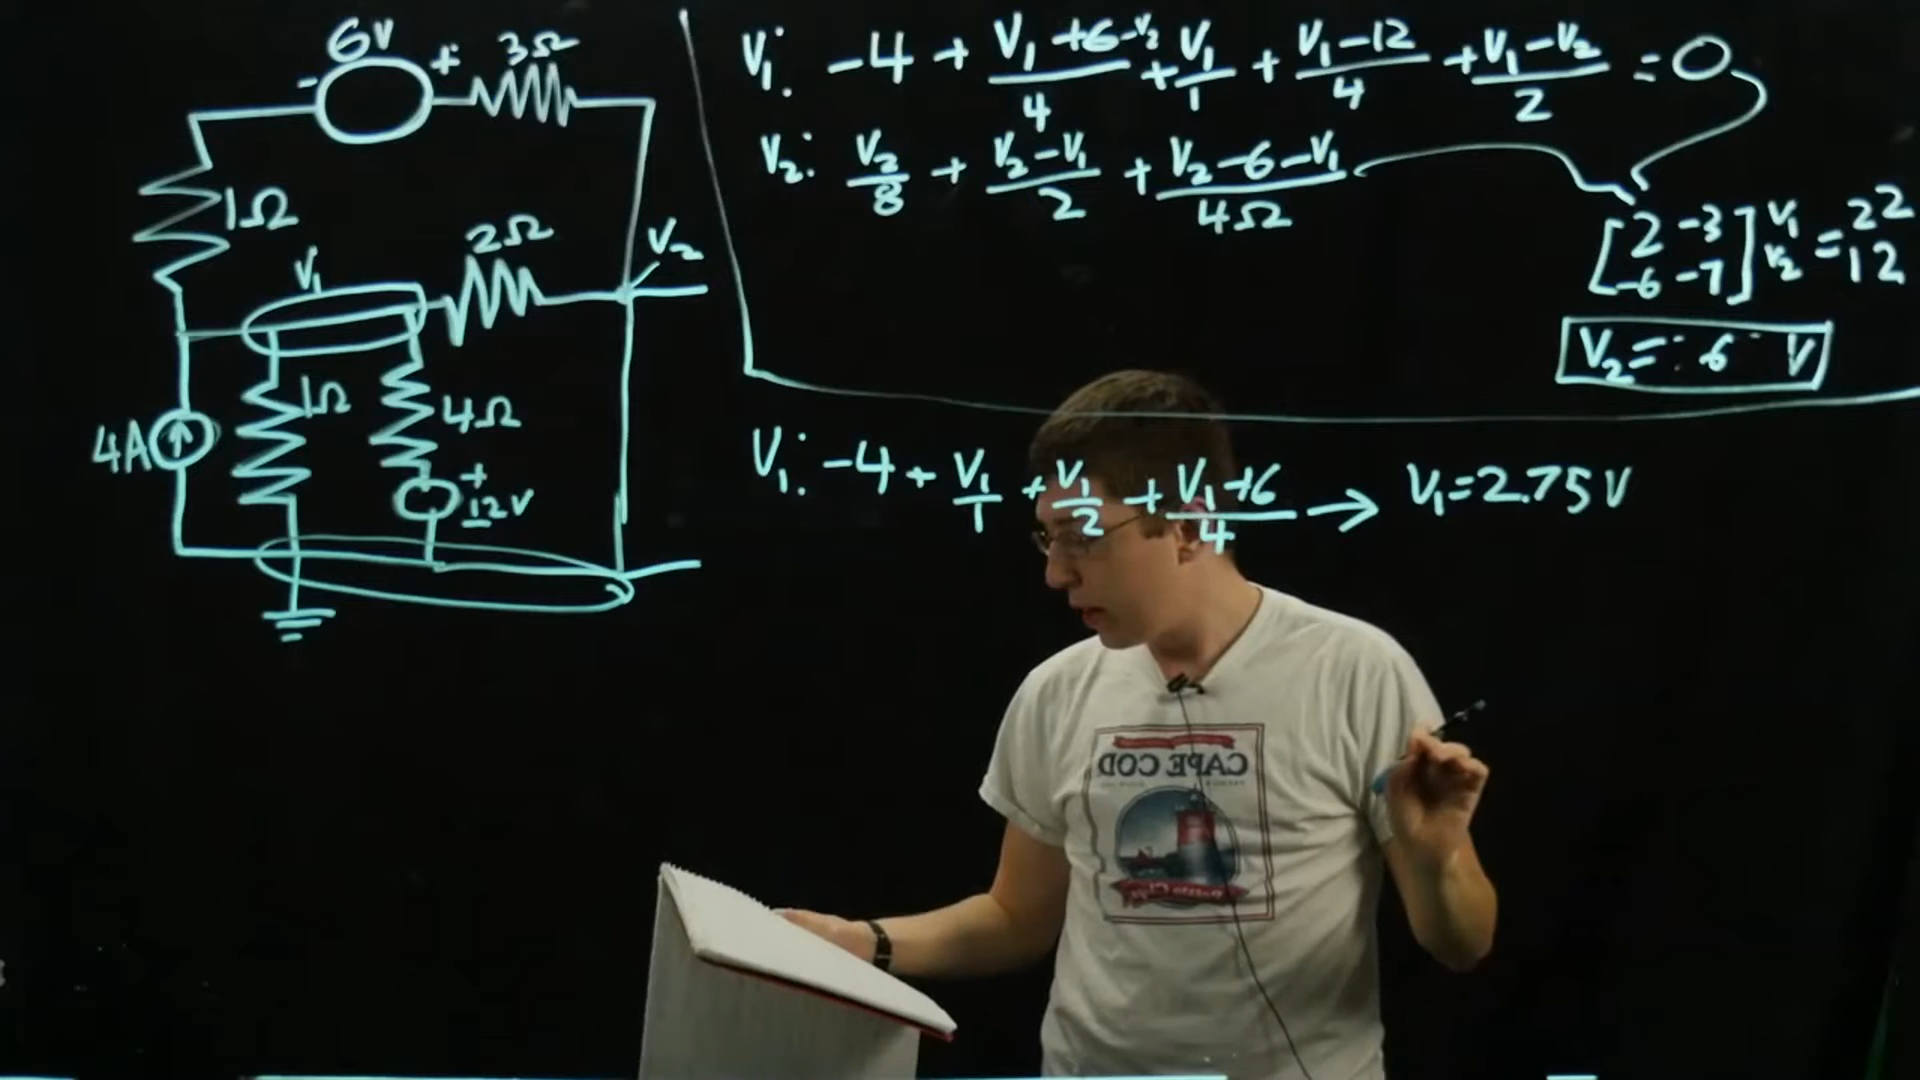 6V
- + 3Ω
1Ω
V₁ 2Ω V₂
4A 1Ω 4Ω
+
12V
V₁: -4 + (V₁+6-V₂)/4 + V₁/1 + (V₁-12)/4 + (V₁-V₂)/2 = 0
V₂: V₂/8 + (V₂-V₁)/2 + (V₂-6-V₁)/4Ω
[2 -3] V₁ = 22
[-6 -7] V₂ 12
V₂ = 6 V
V₁: -4 + V₁/1 + V₁/2 + (V₁+6)/4 → V₁=2.75V
CAPE COD